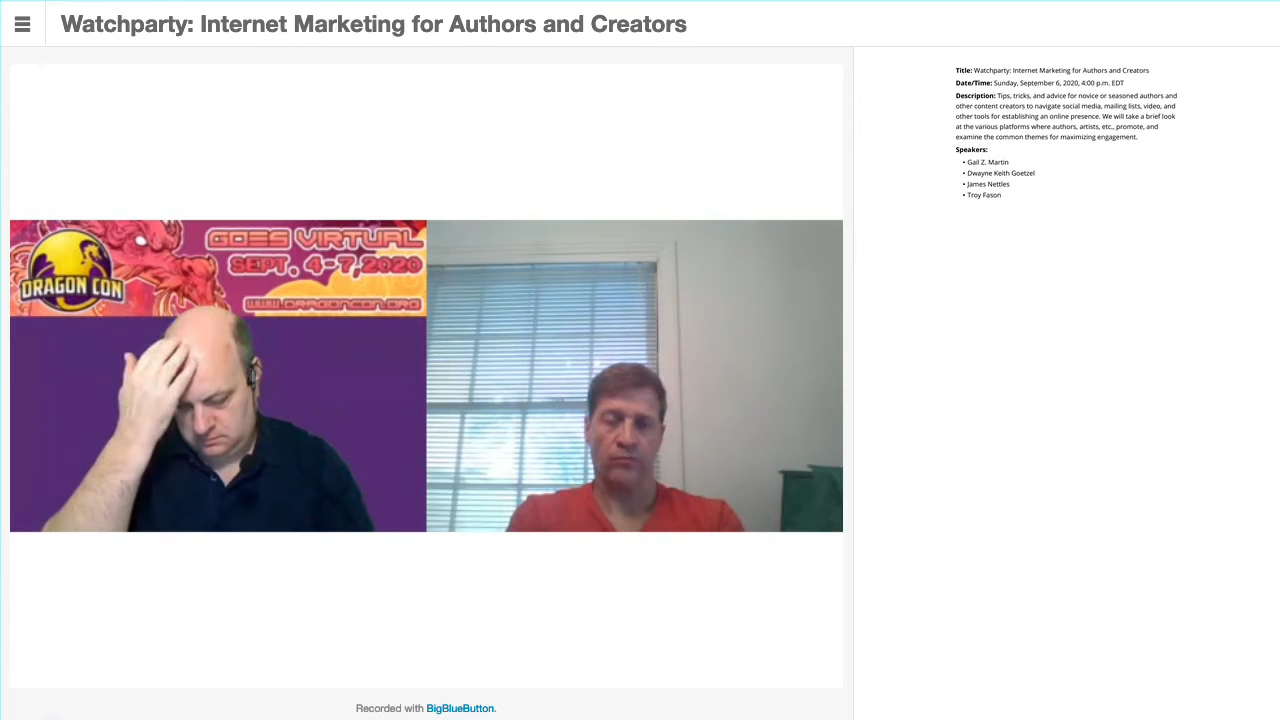 Watchparty: Internet Marketing for Authors and Creators
GOES VIRTUAL
SEPT. 4-7, 2020
DRAGON CON
WWW.DRAGONCON.ORG
Title: Watchparty: Internet Marketing for Authors and Creators
Date/Time: Sunday, September 6, 2020, 4:00 p.m. EDT
Description: Tips, tricks, and advice for novice or seasoned authors and
other content creators to navigate social media, mailing lists, video, and
other tools for establishing an online presence. We will take a brief look
at the various platforms where authors, artists, etc., promote, and
examine the common themes for maximizing engagement.
Speakers:
• Gail Z. Martin
• Dwayne Keith Goetzel
• James Nettles
• Troy Fason
Recorded with BigBlueButton.